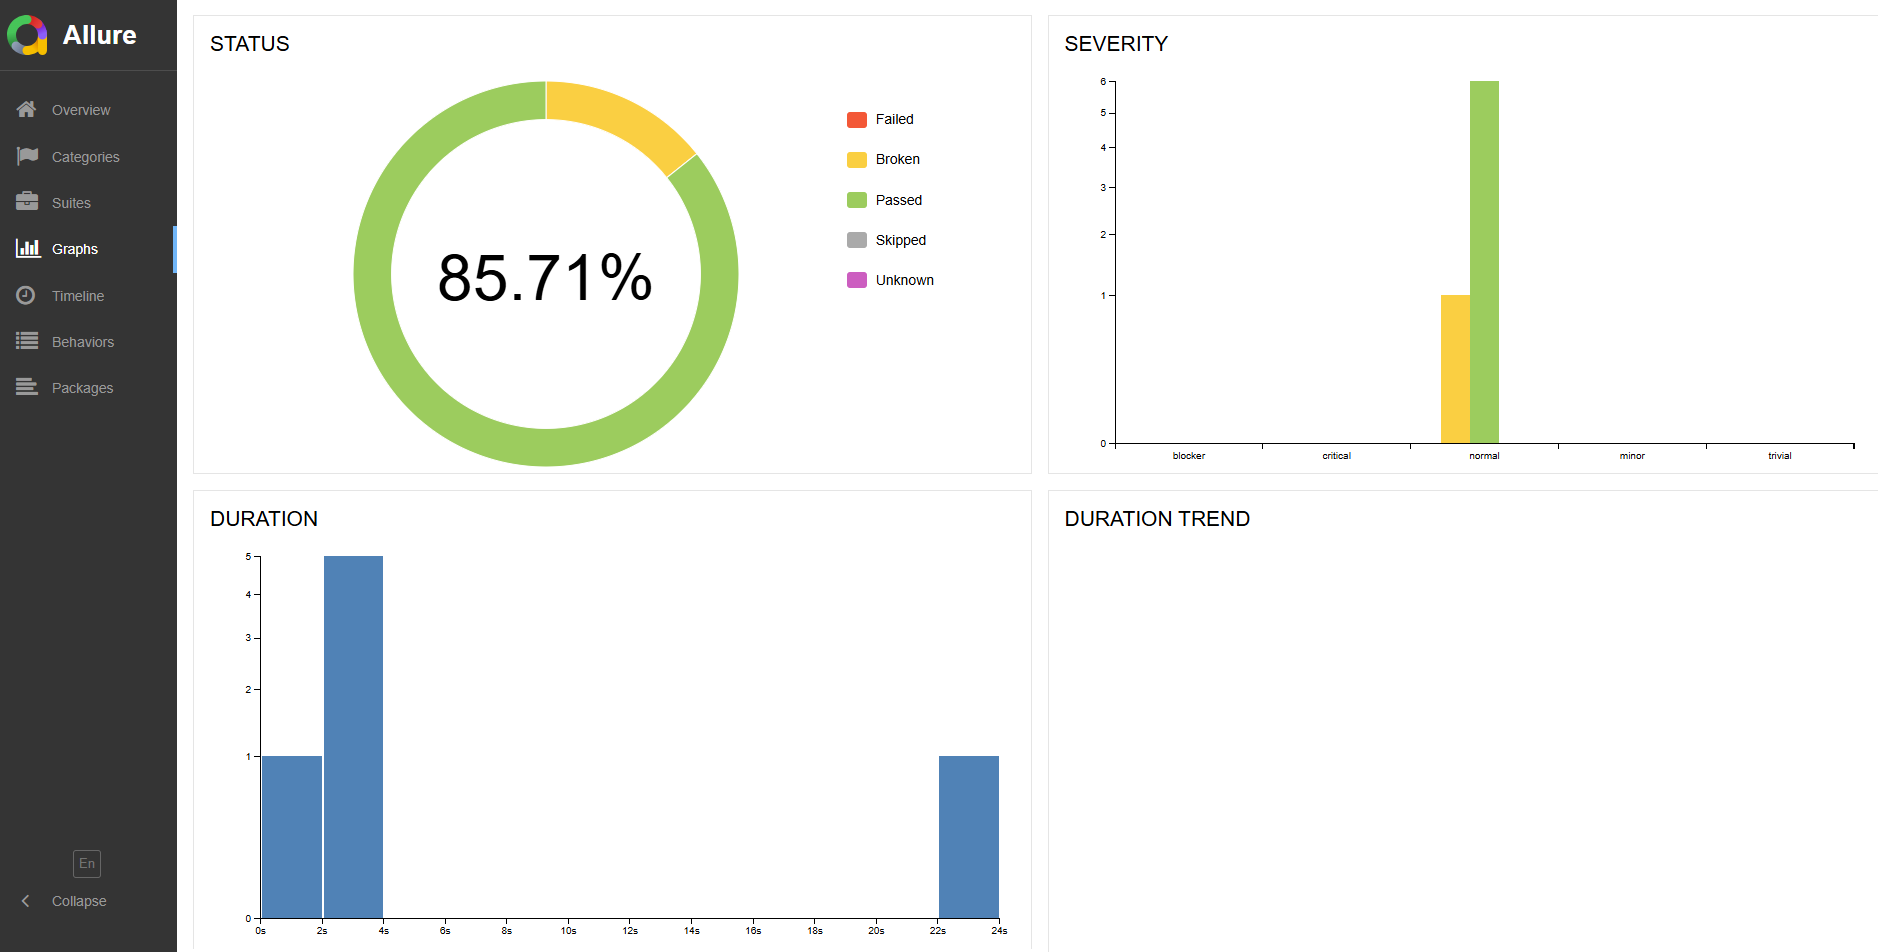 Allure
Overview
Categories
Suites
Graphs
Timeline
Behaviors
Packages
En
Collapse
STATUS
85.71%
Failed
Broken
Passed
Skipped
Unknown
SEVERITY
6
5
4
3
2
1
0
blocker critical normal minor trivial
DURATION
5
4
3
2
1
0
0s 2s 4s 6s 8s 10s 12s 14s 16s 18s 20s 22s 24s
DURATION TREND